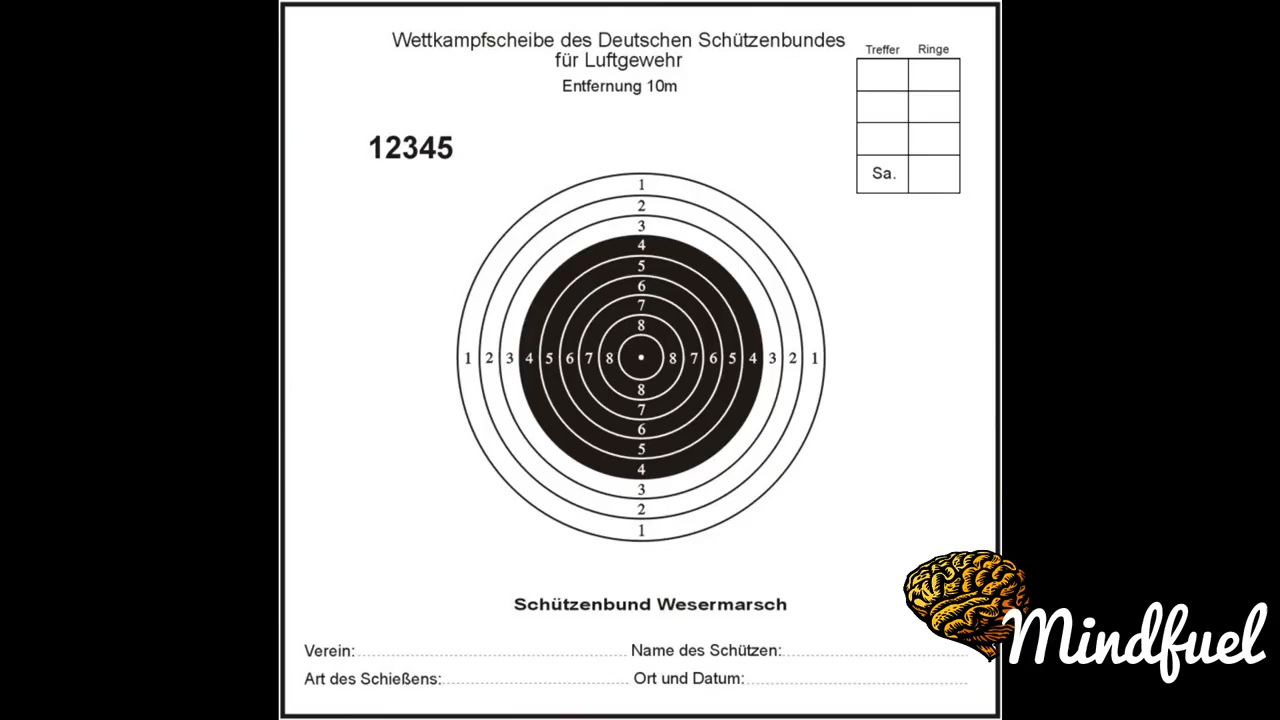 Wettkampfscheibe des Deutschen Schützenbundes
für Luftgewehr
Entfernung 10m
Treffer Ringe
Sa.
12345
1
2
3
4
5
6
7
8
1 2 3 4 5 6 7 8 8 7 6 5 4 3 2 1
8
7
6
5
4
3
2
1
Schützenbund Wesermarsch
Verein: Name des Schützen:
Art des Schießens: Ort und Datum:
Mindfuel